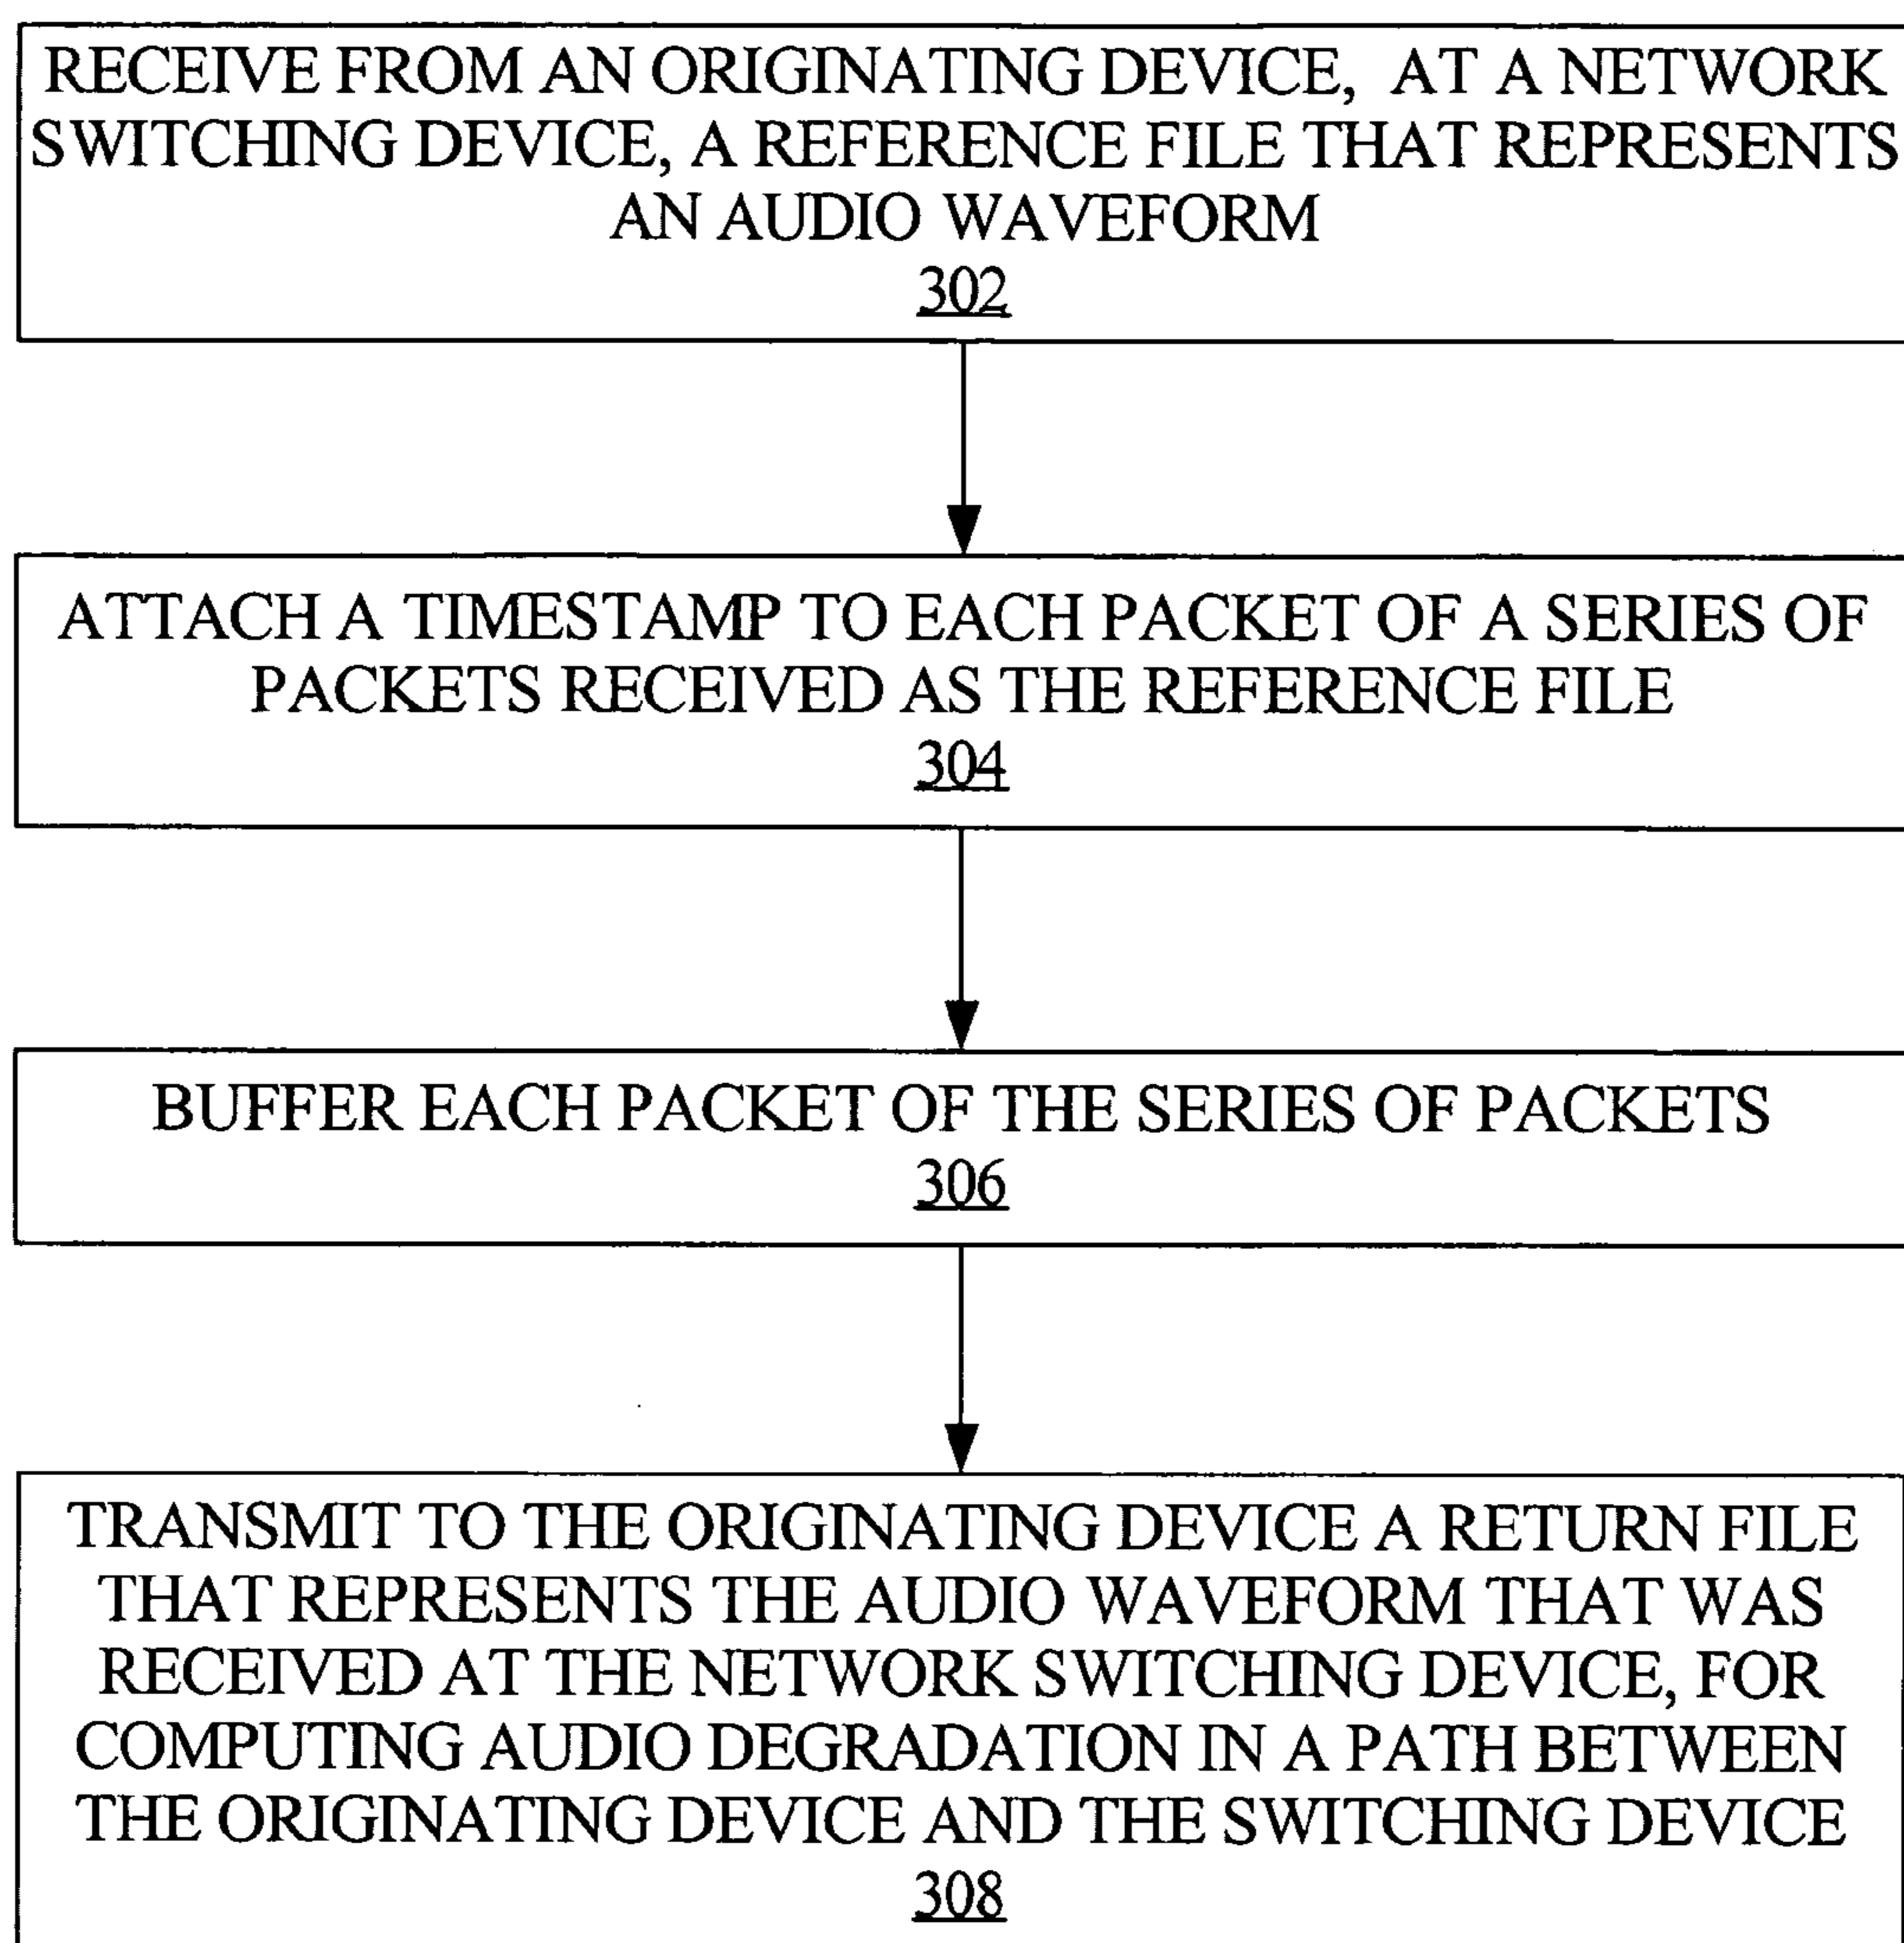 RECEIVE FROM AN ORIGINATING DEVICE, AT A NETWORK
SWITCHING DEVICE, A REFERENCE FILE THAT REPRESENTS
AN AUDIO WAVEFORM
302
ATTACH A TIMESTAMP TO EACH PACKET OF A SERIES OF
PACKETS RECEIVED AS THE REFERENCE FILE
304
BUFFER EACH PACKET OF THE SERIES OF PACKETS
306
TRANSMIT TO THE ORIGINATING DEVICE A RETURN FILE
THAT REPRESENTS THE AUDIO WAVEFORM THAT WAS
RECEIVED AT THE NETWORK SWITCHING DEVICE, FOR
COMPUTING AUDIO DEGRADATION IN A PATH BETWEEN
THE ORIGINATING DEVICE AND THE SWITCHING DEVICE
308